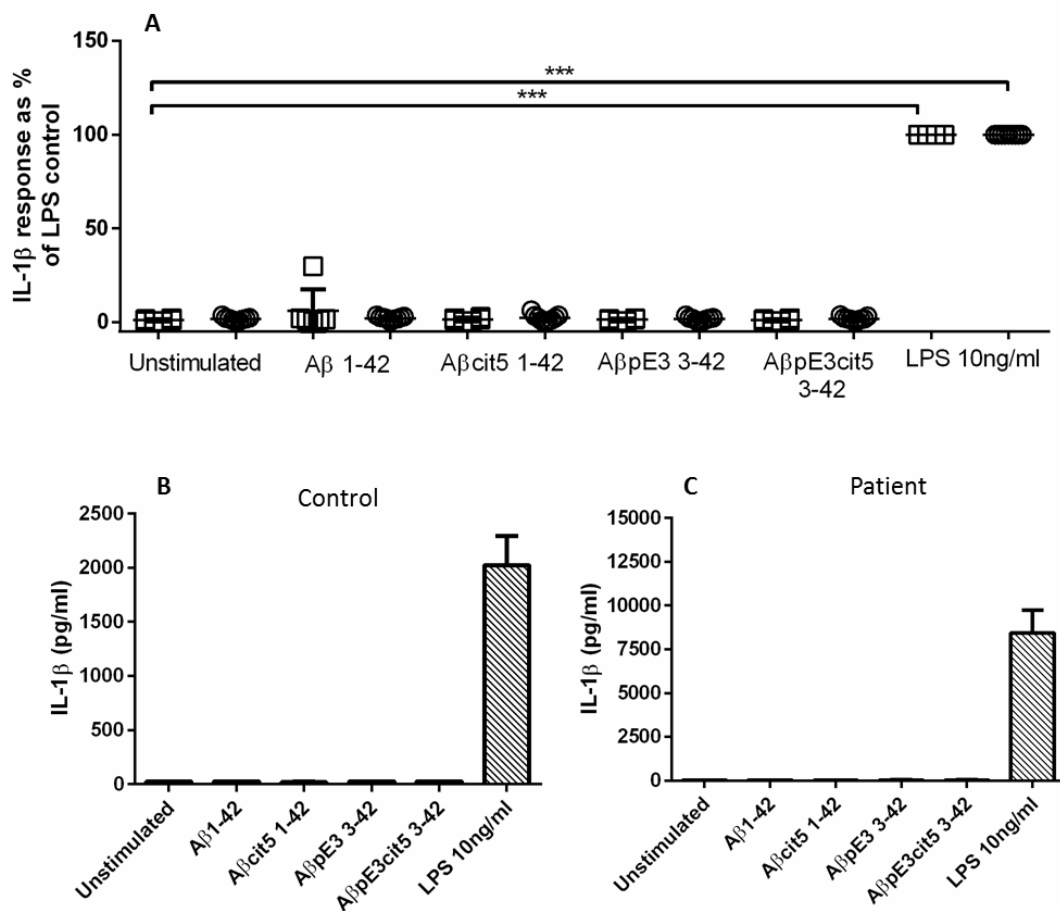 A
IL-1β response as %
of LPS control
150
100
50
0
***
***
Unstimulated
Aβ 1-42
Aβcit5 1-42
AβpE3 3-42
AβpE3cit5
3-42
LPS 10ng/ml
B
Control
IL-1β (pg/ml)
2500
2000
1500
1000
500
0
Unstimulated
Aβ1-42
Aβcit5 1-42
AβpE3 3-42
AβpE3cit5 3-42
LPS 10ng/ml
C
Patient
IL-1β (pg/ml)
15000
12500
10000
7500
5000
2500
0
Unstimulated
Aβ1-42
Aβcit5 1-42
AβpE3 3-42
AβpE3cit5 3-42
LPS 10ng/ml